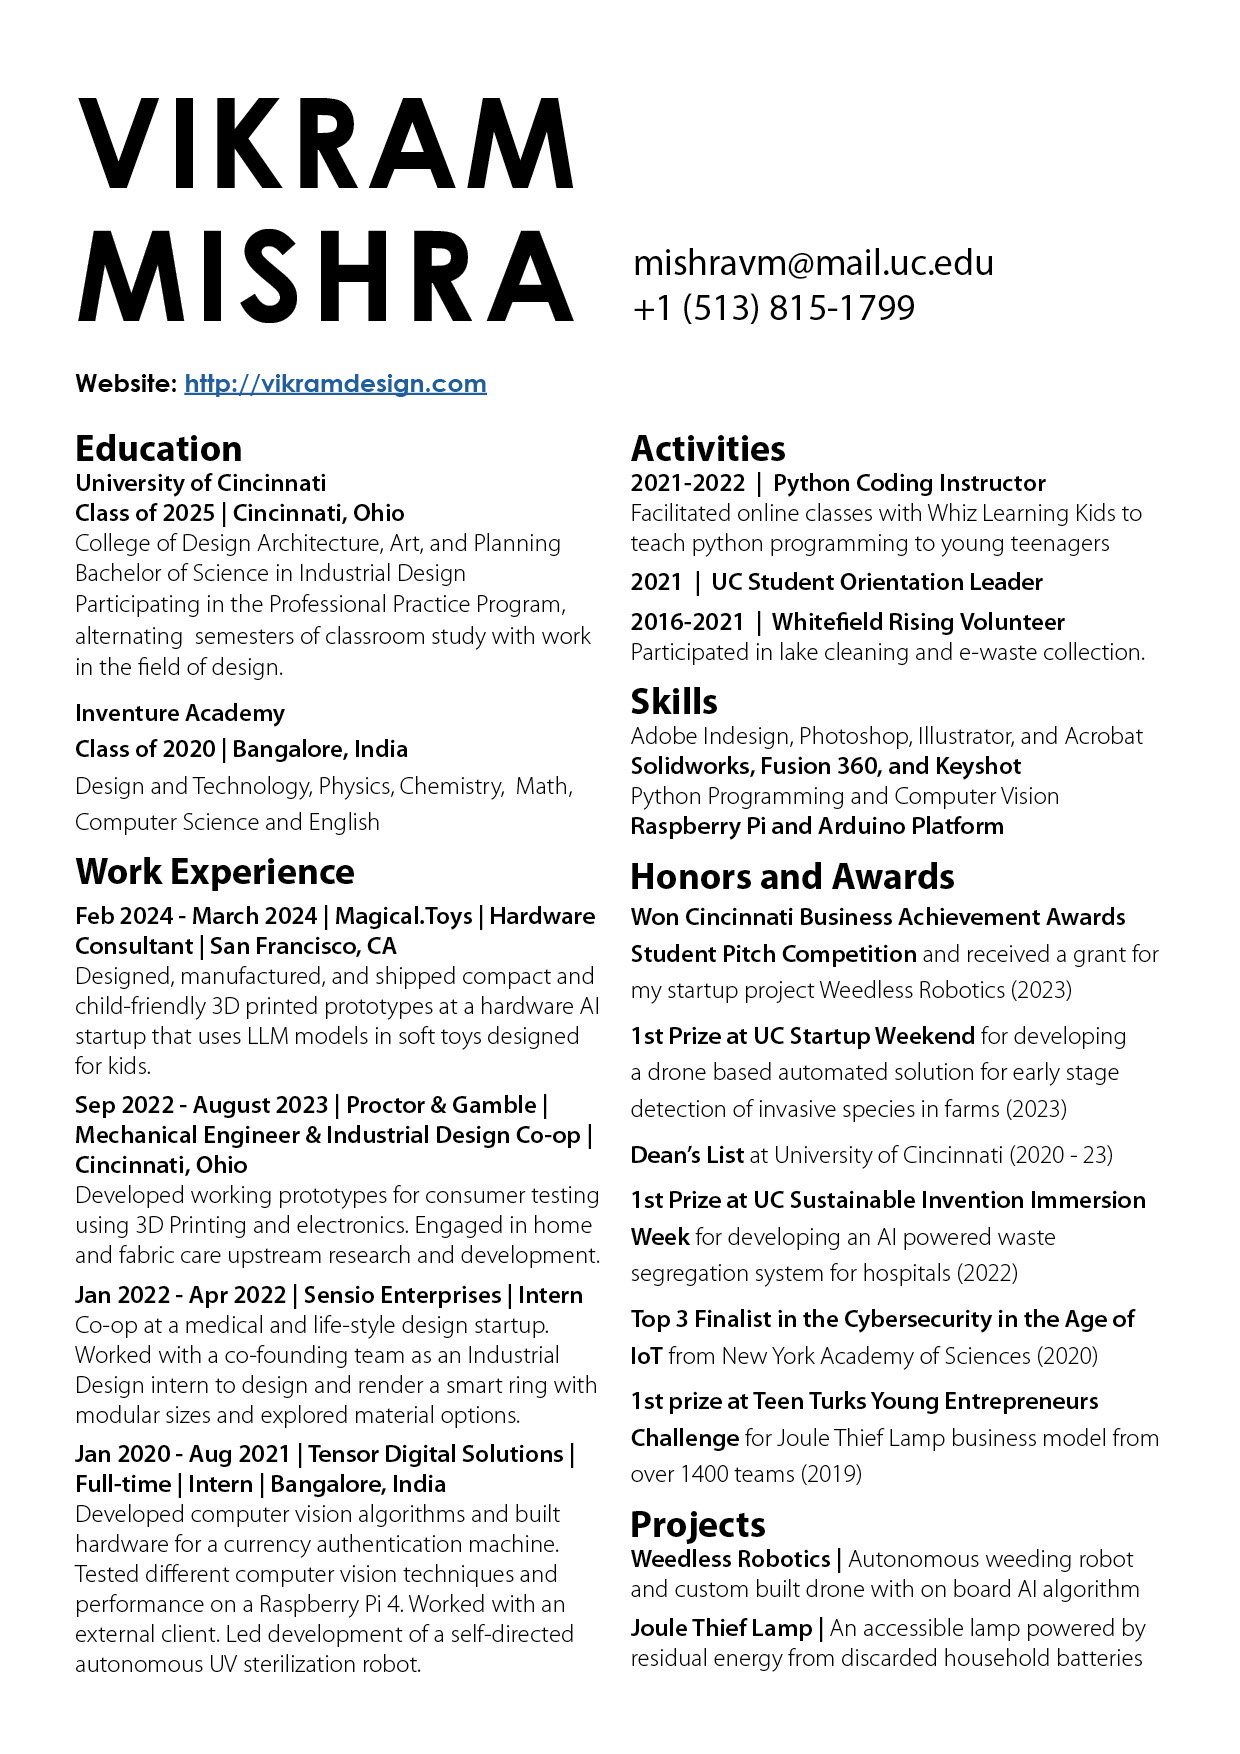 VIKRAM
MISHRA
mishravm@mail.uc.edu
+1 (513) 815-1799
Website: http://vikramdesign.com
Education
University of Cincinnati
Class of 2025 | Cincinnati, Ohio
College of Design Architecture, Art, and Planning
Bachelor of Science in Industrial Design
Participating in the Professional Practice Program,
alternating  semesters of classroom study with work
in the field of design.
Inventure Academy
Class of 2020 | Bangalore, India
Design and Technology, Physics, Chemistry,  Math,
Computer Science and English
Work Experience
Feb 2024 - March 2024 | Magical.Toys | Hardware
Consultant | San Francisco, CA
Designed, manufactured, and shipped compact and
child-friendly 3D printed prototypes at a hardware AI
startup that uses LLM models in soft toys designed
for kids.
Sep 2022 - August 2023 | Proctor & Gamble |
Mechanical Engineer & Industrial Design Co-op |
Cincinnati, Ohio
Developed working prototypes for consumer testing
using 3D Printing and electronics. Engaged in home
and fabric care upstream research and development.
Jan 2022 - Apr 2022 | Sensio Enterprises | Intern
Co-op at a medical and life-style design startup.
Worked with a co-founding team as an Industrial
Design intern to design and render a smart ring with
modular sizes and explored material options.
Jan 2020 - Aug 2021 | Tensor Digital Solutions |
Full-time | Intern | Bangalore, India
Developed computer vision algorithms and built
hardware for a currency authentication machine.
Tested different computer vision techniques and
performance on a Raspberry Pi 4. Worked with an
external client. Led development of a self-directed
autonomous UV sterilization robot.
Activities
2021-2022  |  Python Coding Instructor
Facilitated online classes with Whiz Learning Kids to
teach python programming to young teenagers
2021  |  UC Student Orientation Leader
2016-2021  |  Whitefield Rising Volunteer
Participated in lake cleaning and e-waste collection.
Skills
Adobe Indesign, Photoshop, Illustrator, and Acrobat
Solidworks, Fusion 360, and Keyshot
Python Programming and Computer Vision
Raspberry Pi and Arduino Platform
Honors and Awards
Won Cincinnati Business Achievement Awards
Student Pitch Competition and received a grant for
my startup project Weedless Robotics (2023)
1st Prize at UC Startup Weekend for developing
a drone based automated solution for early stage
detection of invasive species in farms (2023)
Dean’s List at University of Cincinnati (2020 - 23)
1st Prize at UC Sustainable Invention Immersion
Week for developing an AI powered waste
segregation system for hospitals (2022)
Top 3 Finalist in the Cybersecurity in the Age of
IoT from New York Academy of Sciences (2020)
1st prize at Teen Turks Young Entrepreneurs
Challenge for Joule Thief Lamp business model from
over 1400 teams (2019)
Projects
Weedless Robotics | Autonomous weeding robot
and custom built drone with on board AI algorithm
Joule Thief Lamp | An accessible lamp powered by
residual energy from discarded household batteries